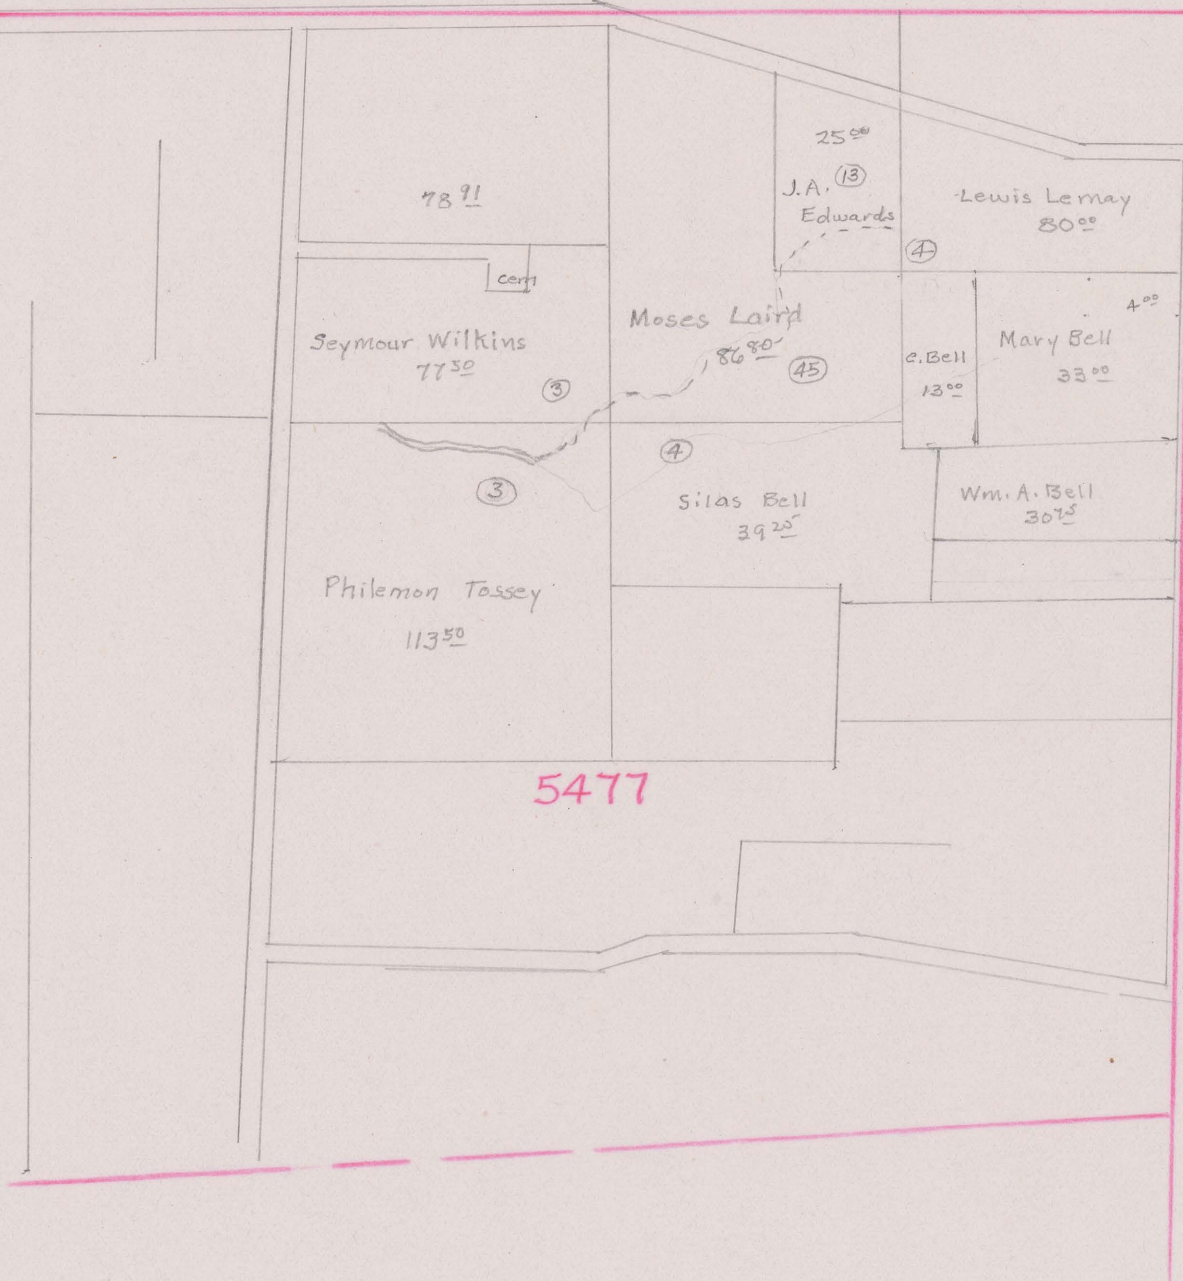 25 00
13
J.A.
Edwards
78 91
Lewis Lemay
80 00
4
cem
4 00
Moses Laird
86 80
45
Seymour Wilkins
77 50
3
C. Bell
13 00
Mary Bell
33 00
4
3
Silas Bell
39 25
Wm. A. Bell
30 75
Philemon Tossey
113 50
5477